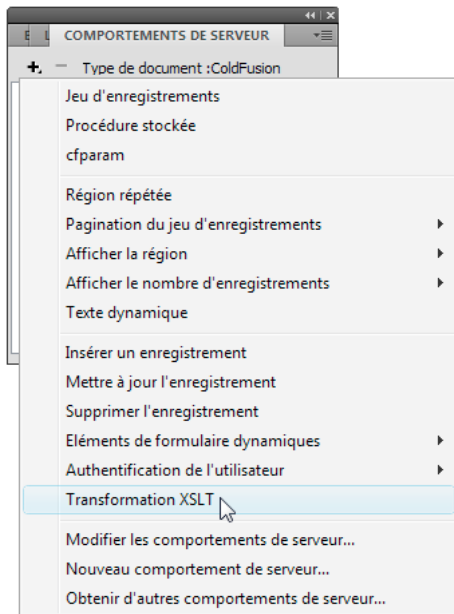 E L COMPORTEMENTS DE SERVEUR
Type de document :ColdFusion
Jeu d'enregistrements
Procédure stockée
cfparam
Région répétée
Pagination du jeu d'enregistrements
Afficher la région
Afficher le nombre d'enregistrements
Texte dynamique
Insérer un enregistrement
Mettre à jour l'enregistrement
Supprimer l'enregistrement
Eléments de formulaire dynamiques
Authentification de l'utilisateur
Transformation XSLT
Modifier les comportements de serveur...
Nouveau comportement de serveur...
Obtenir d'autres comportements de serveur...